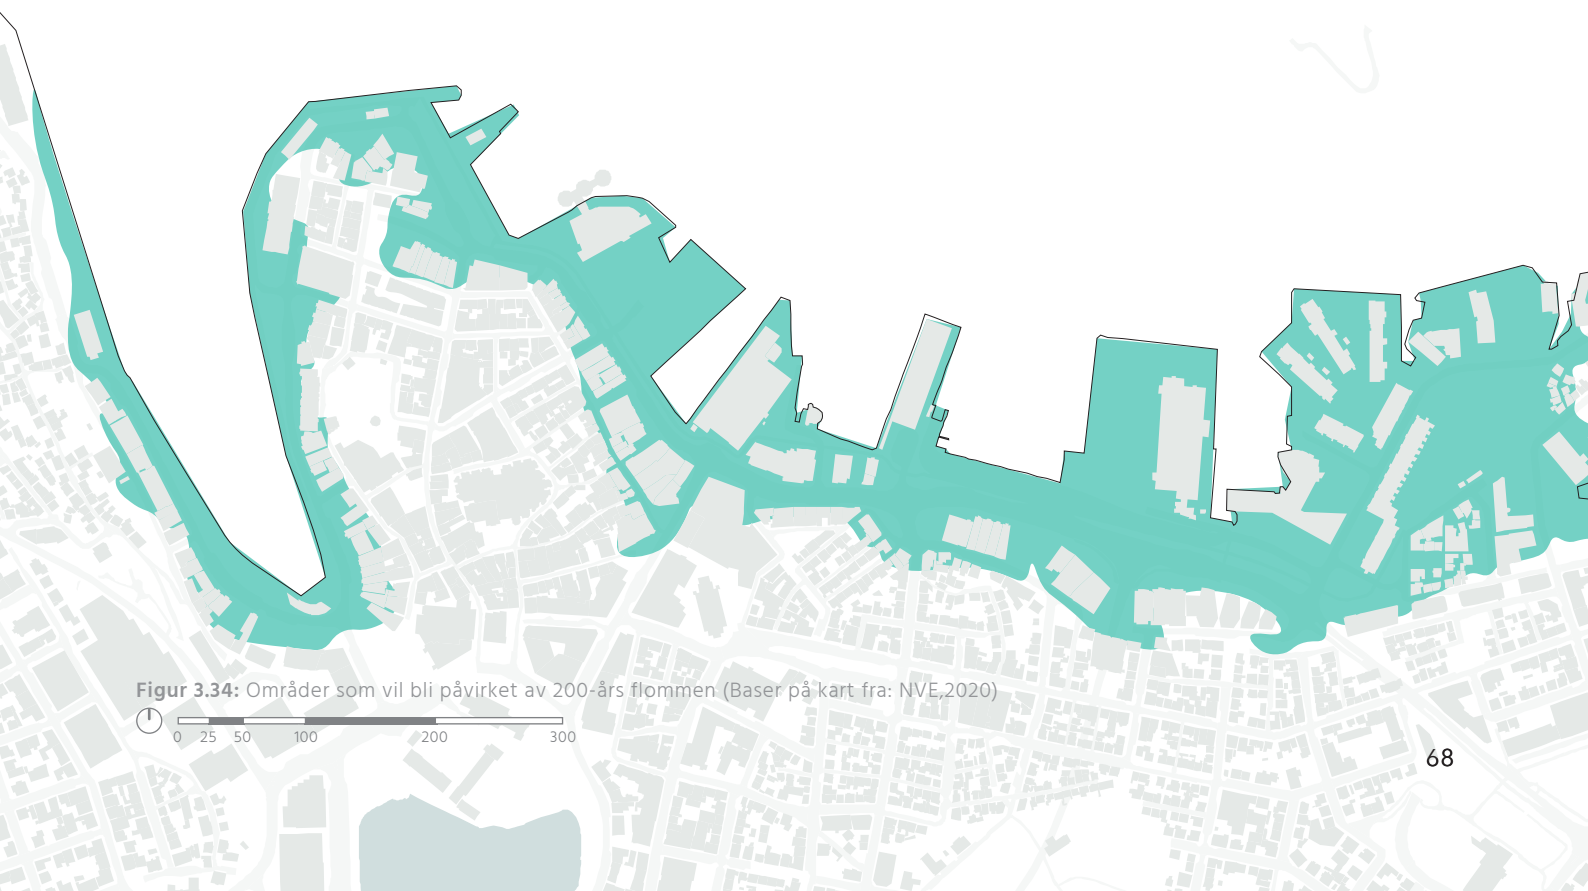 Figur 3.34: Områder som vil bli påvirket av 200-års flommen (Baser på kart fra: NVE,2020)
0 25 50 100 200 300
68